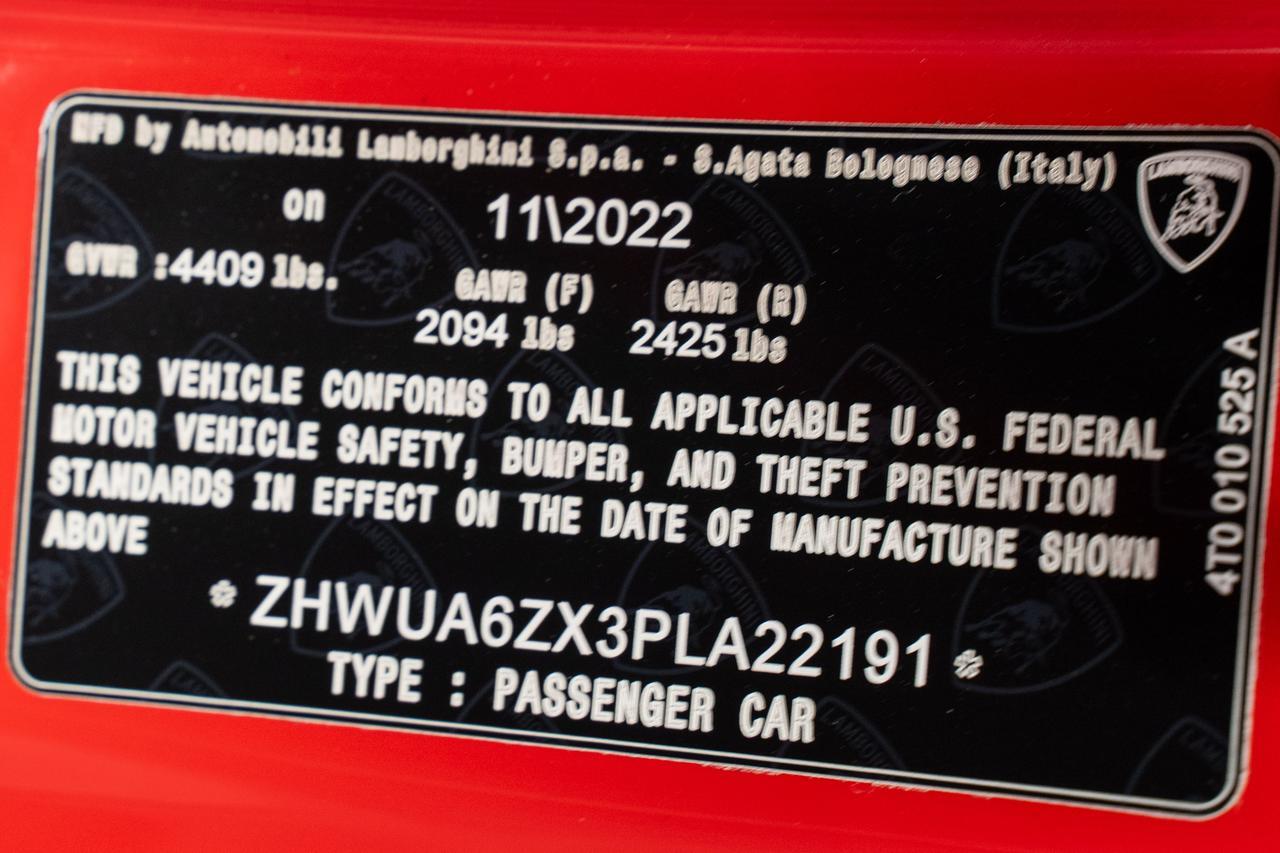 MFD by Automobili Lamborghini S.p.a. - S.Agata Bolognese (Italy)
LAMBORGHINI
on 11\2022
GVWR :4409 lbs. GAWR (F) GAWR (R)
2094 lbs 2425 lbs
THIS VEHICLE CONFORMS TO ALL APPLICABLE U.S. FEDERAL
MOTOR VEHICLE SAFETY, BUMPER, AND THEFT PREVENTION
STANDARDS IN EFFECT ON THE DATE OF MANUFACTURE SHOWN
ABOVE
* ZHWUA6ZX3PLA22191 *
TYPE : PASSENGER CAR
4T0 010 525 A